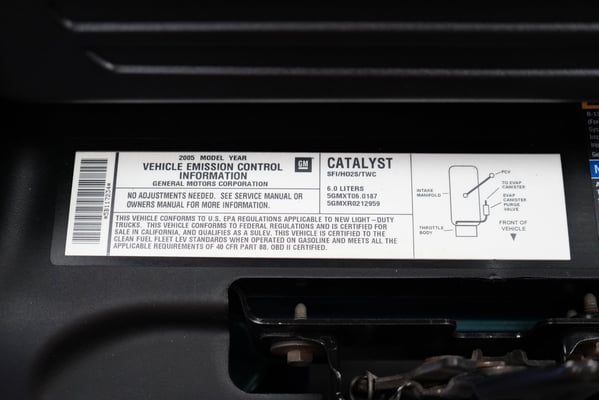 2005 MODEL YEAR
VEHICLE EMISSION CONTROL
INFORMATION
GENERAL MOTORS CORPORATION
GM
NO ADJUSTMENTS NEEDED. SEE SERVICE MANUAL OR
OWNERS MANUAL FOR MORE INFORMATION.
THIS VEHICLE CONFORMS TO U.S. EPA REGULATIONS APPLICABLE TO NEW LIGHT-DUTY
TRUCKS. THIS VEHICLE CONFORMS TO FEDERAL REGULATIONS AND IS CERTIFIED FOR
SALE IN CALIFORNIA, AND QUALIFIES AS A SULEV. THIS VEHICLE IS CERTIFIED TO THE
CLEAN FUEL FLEET LEV STANDARDS WHEN OPERATED ON GASOLINE AND MEETS ALL THE
APPLICABLE REQUIREMENTS OF 40 CFR PART 88. OBD II CERTIFIED.
CATALYST
SFI/HO2S/TWC
6.0 LITERS
5GMXT06.0187
5GMXR0212959
PCV
INTAKE
MANIFOLD
TO EVAP
CANISTER
EVAP
CANISTER
PURGE
VALVE
THROTTLE
BODY
FRONT OF
VEHICLE